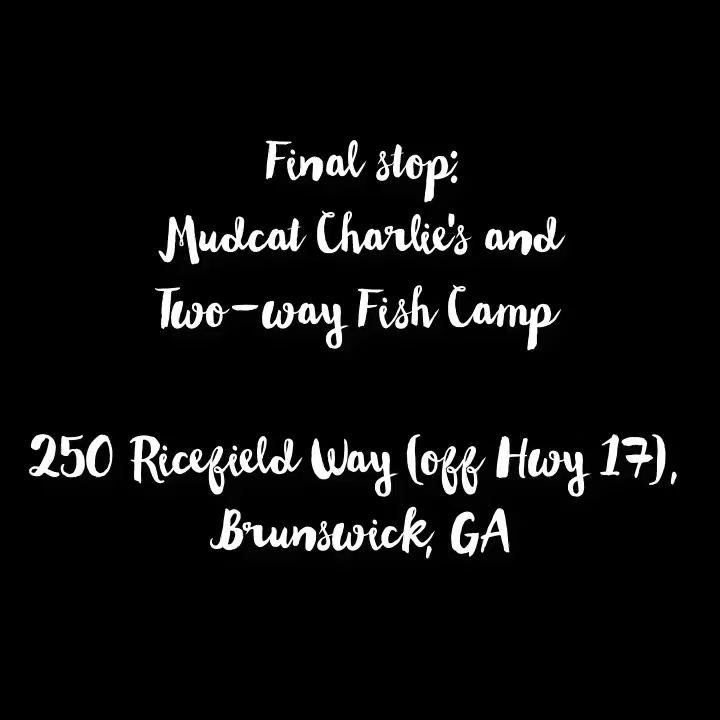 Final stop:
Mudcat Charlie's and
Two-way Fish Camp
250 Ricefield Way (off Hwy 17),
Brunswick, GA